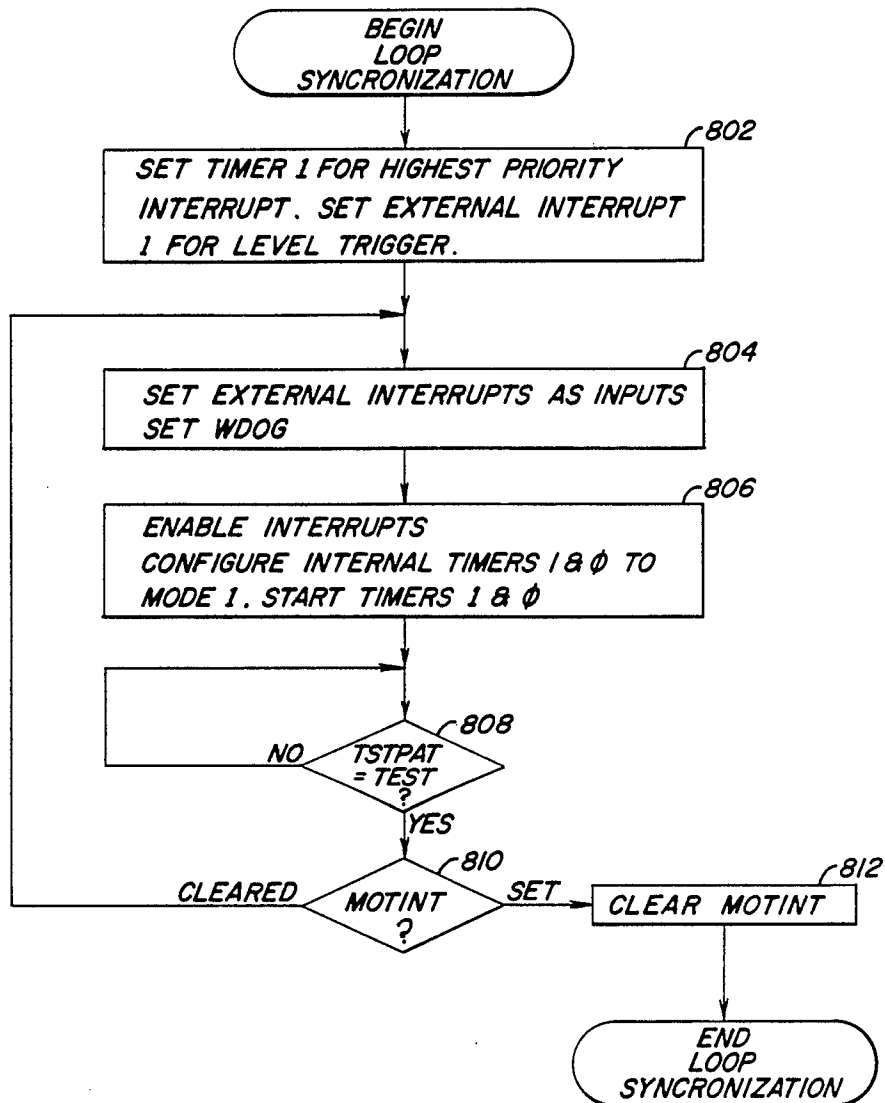 BEGIN
LOOP
SYNCRONIZATION
802
SET TIMER 1 FOR HIGHEST PRIORITY
INTERRUPT. SET EXTERNAL INTERRUPT
1 FOR LEVEL TRIGGER.
804
SET EXTERNAL INTERRUPTS AS INPUTS
SET WDOG
806
ENABLE INTERRUPTS
CONFIGURE INTERNAL TIMERS 1 & φ TO
MODE 1. START TIMERS 1 & φ
808
NO
TSTPAT
= TEST
?
YES
810
CLEARED
MOTINT
?
SET
812
CLEAR MOTINT
END
LOOP
SYNCRONIZATION